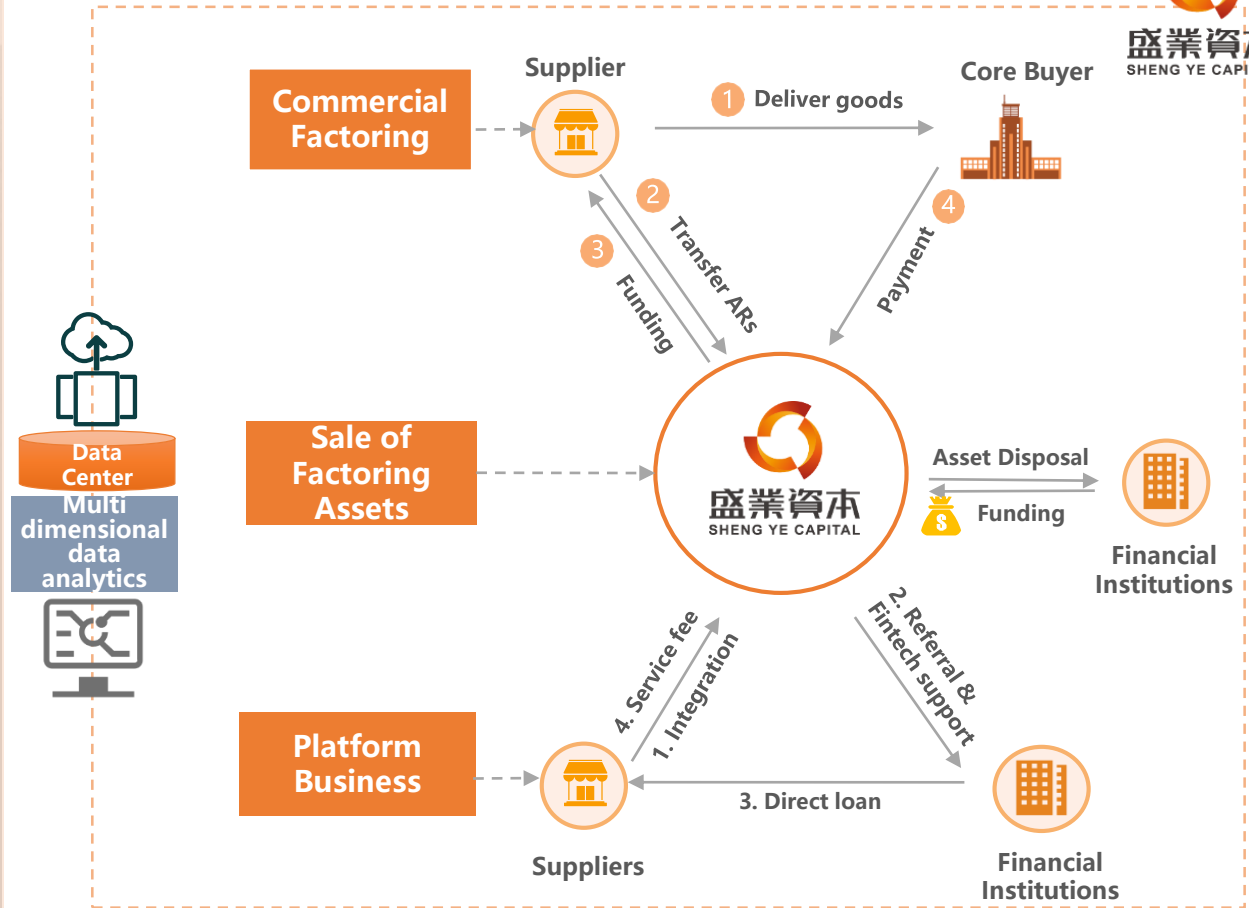 盛業資本
SHENG YE CAPI
Supplier
Core Buyer
Commercial
Factoring
1
Deliver goods
2
Transfer ARs
3
Funding
4
Payment
Data
Center
Multi
dimensional
data
analytics
Sale of
Factoring
Assets
盛業資本
SHENG YE CAPITAL
Asset Disposal
$
Funding
Financial
Institutions
4. Service fee
1. Integration
2. Referral &
Fintech support
Platform
Business
3. Direct loan
Suppliers
Financial
Institutions